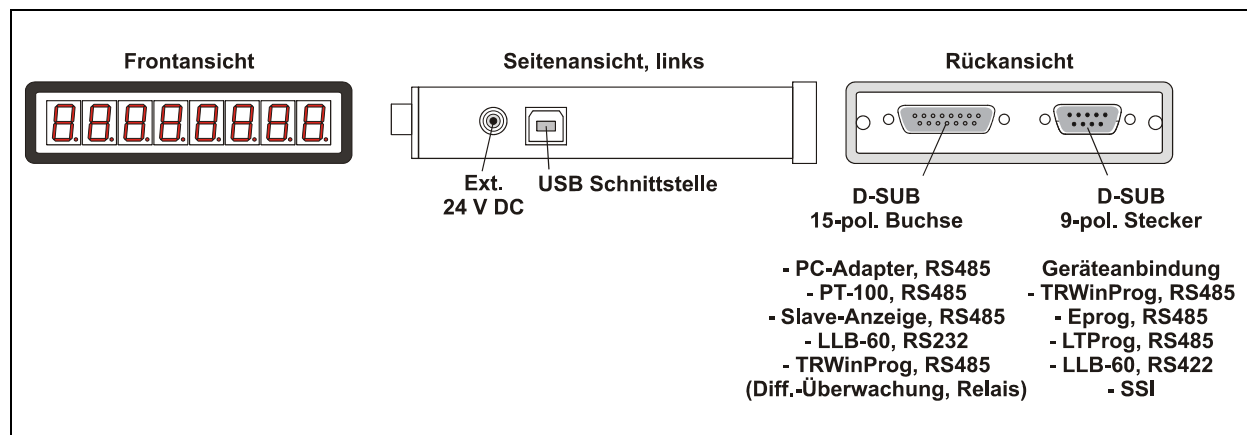 Frontansicht
Seitenansicht, links
Rückansicht
Ext.
24 V DC
USB Schnittstelle
D-SUB
15-pol. Buchse
- PC-Adapter, RS485
- PT-100, RS485
- Slave-Anzeige, RS485
- LLB-60, RS232
- TRWinProg, RS485
(Diff.-Überwachung, Relais)
D-SUB
9-pol. Stecker
Geräteanbindung
- TRWinProg, RS485
- Eprog, RS485
- LTProg, RS485
- LLB-60, RS422
- SSI